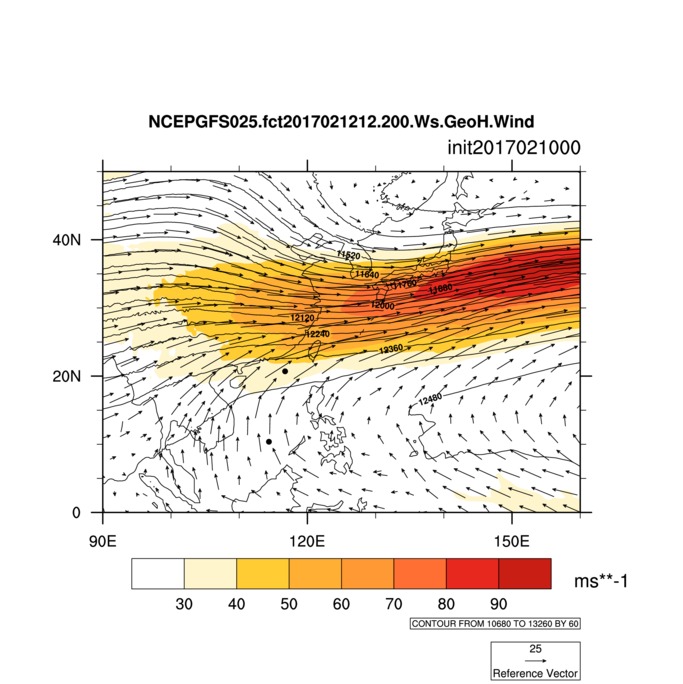 NCEPGFS025.fct2017021212.200.Ws.GeoH.Wind
init2017021000
40N
20N
0
11520
11640
11760
11880
12000
12120
12240
12360
12480
90E 120E 150E
30 40 50 60 70 80 90
ms**-1
CONTOUR FROM 10680 TO 13260 BY 60
25
Reference Vector